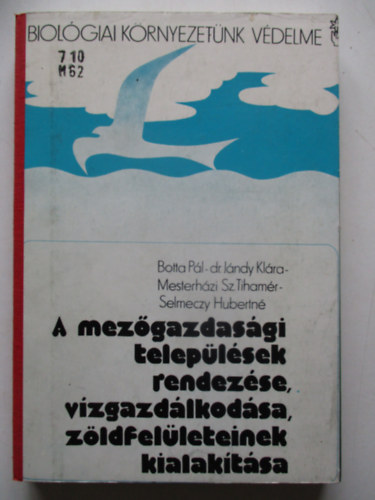 BIOLÓGIAI KÖRNYEZETÜNK VÉDELME
710
M62
Botta Pál - dr. Jándy Klára -
Mesterházi Sz. Tihamér -
Selmeczy Hubertné
A mezőgazdasági
települések
rendezése,
vízgazdálkodása,
zöldfelületeinek
kialakítása